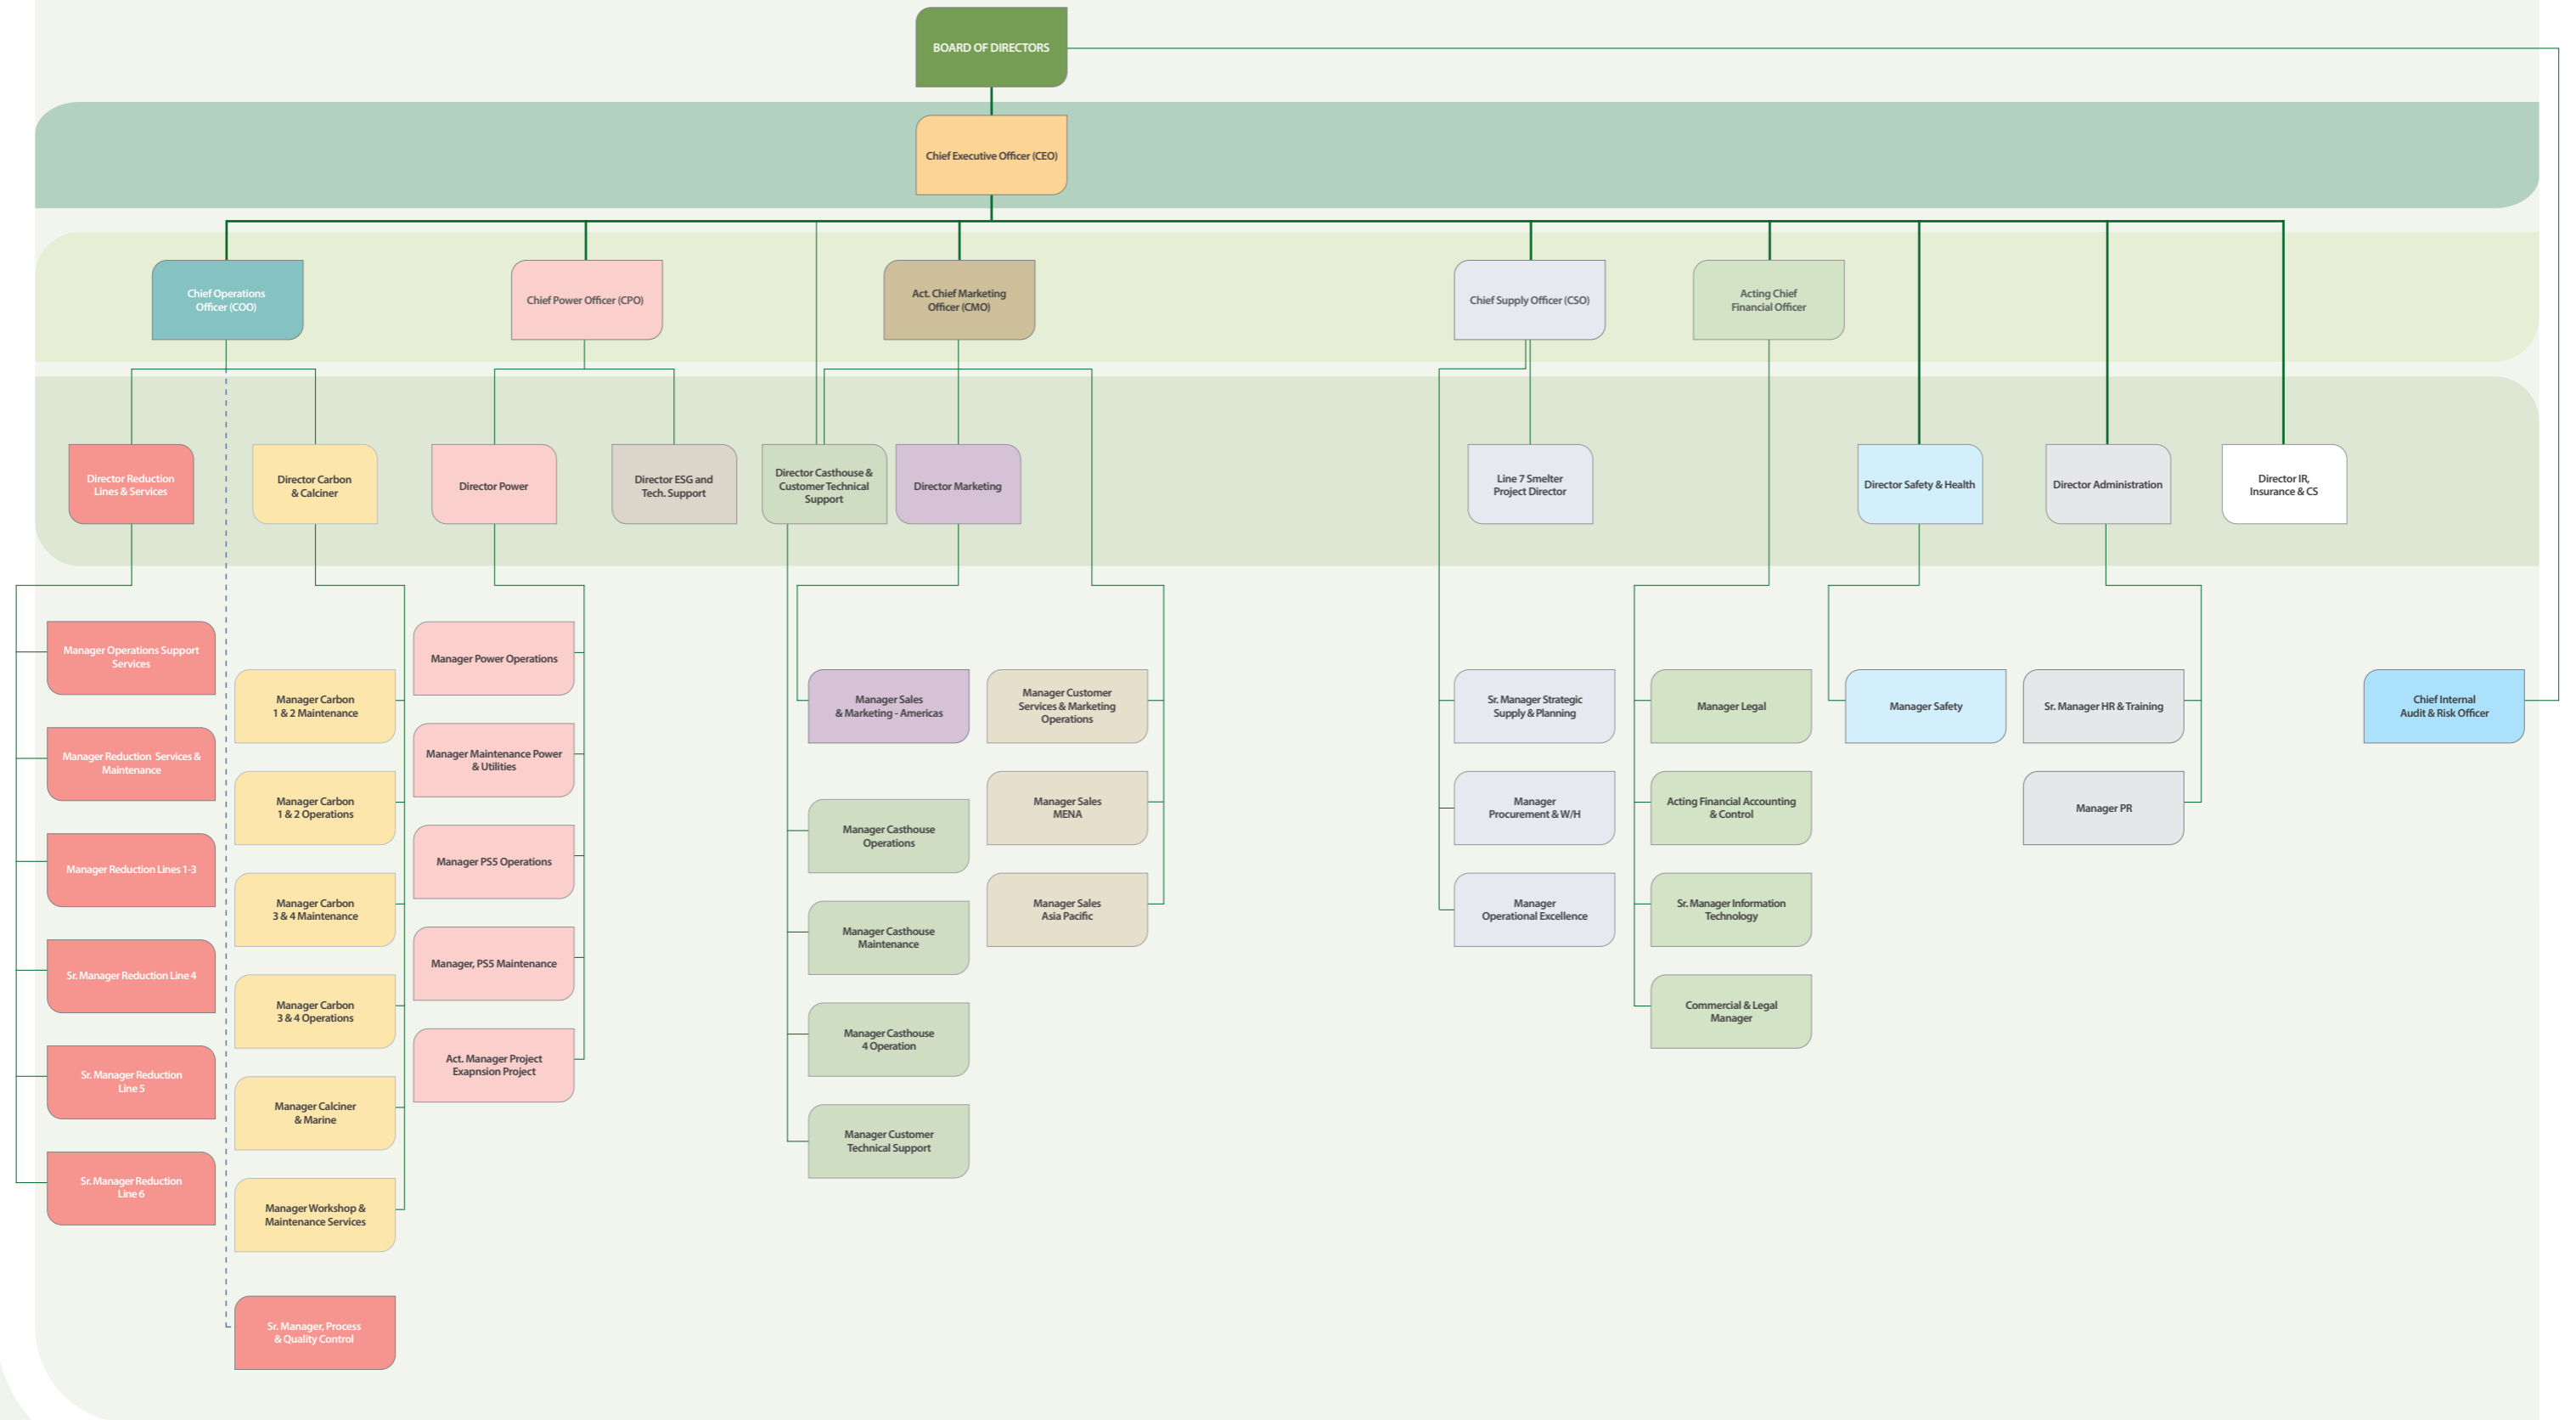 BOARD OF DIRECTORS
Chief Executive Officer (CEO)
Chief Operations
Officer (COO)
Chief Power Officer (CPO)
Act. Chief Marketing
Officer (CMO)
Chief Supply Officer (CSO)
Acting Chief
Financial Officer
Director Reduction
Lines & Services
Director Carbon
& Calciner
Director Power
Director ESG and
Tech. Support
Director Casthouse &
Customer Technical
Support
Director Marketing
Line 7 Smelter
Project Director
Director Safety & Health
Director Administration
Director IR,
Insurance & CS
Manager Operations Support
Services
Manager Reduction Services &
Maintenance
Manager Reduction Lines 1-3
Sr. Manager Reduction Line 4
Sr. Manager Reduction
Line 5
Sr. Manager Reduction
Line 6
Manager Carbon
1 & 2 Maintenance
Manager Carbon
1 & 2 Operations
Manager Carbon
3 & 4 Maintenance
Manager Carbon
3 & 4 Operations
Manager Calciner
& Marine
Manager Workshop &
Maintenance Services
Sr. Manager, Process
& Quality Control
Manager Power Operations
Manager Maintenance Power
& Utilities
Manager PS5 Operations
Manager, PS5 Maintenance
Act. Manager Project
Exapnsion Project
Manager Sales
& Marketing - Americas
Manager Casthouse
Operations
Manager Casthouse
Maintenance
Manager Casthouse
4 Operation
Manager Customer
Technical Support
Manager Customer
Services & Marketing
Operations
Manager Sales
MENA
Manager Sales
Asia Pacific
Sr. Manager Strategic
Supply & Planning
Manager
Procurement & W/H
Manager
Operational Excellence
Manager Legal
Acting Financial Accounting
& Control
Sr. Manager Information
Technology
Commercial & Legal
Manager
Manager Safety
Sr. Manager HR & Training
Manager PR
Chief Internal
Audit & Risk Officer